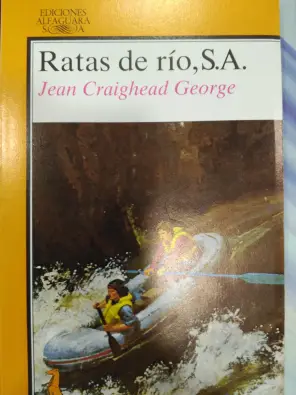 EDICIONES
ALFAGUARA
S A
Ratas de río, S.A.
Jean Craighead George